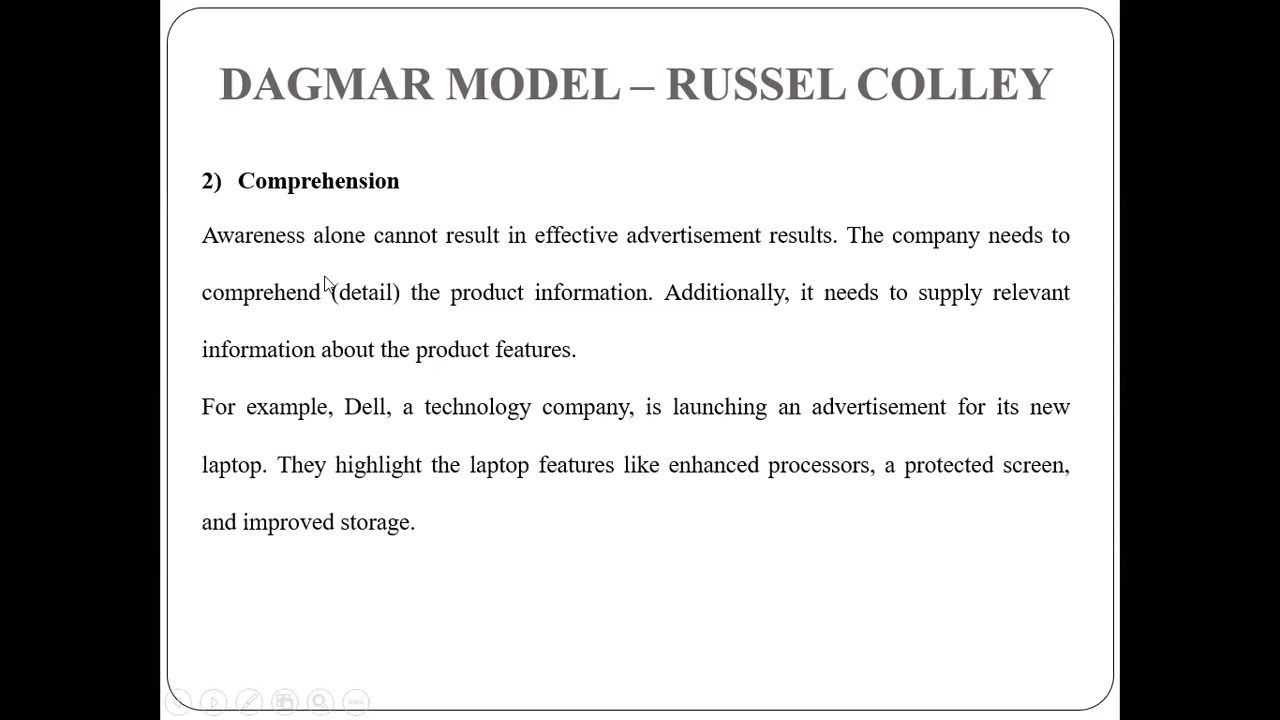 DAGMAR MODEL – RUSSEL COLLEY
2) Comprehension
Awareness alone cannot result in effective advertisement results. The company needs to
comprehend (detail) the product information. Additionally, it needs to supply relevant
information about the product features.
For example, Dell, a technology company, is launching an advertisement for its new
laptop. They highlight the laptop features like enhanced processors, a protected screen,
and improved storage.